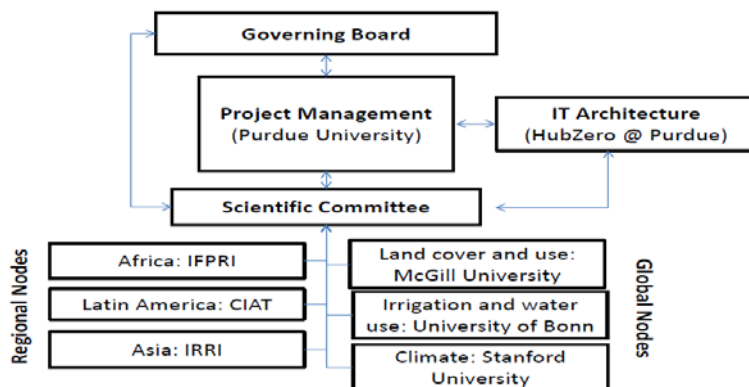 Governing Board
Project Management
(Purdue University)
IT Architecture
(HubZero @ Purdue)
Scientific Committee
Regional Nodes
Africa: IFPRI
Latin America: CIAT
Asia: IRRI
Land cover and use:
McGill University
Irrigation and water
use: University of Bonn
Climate: Stanford
University
Global Nodes